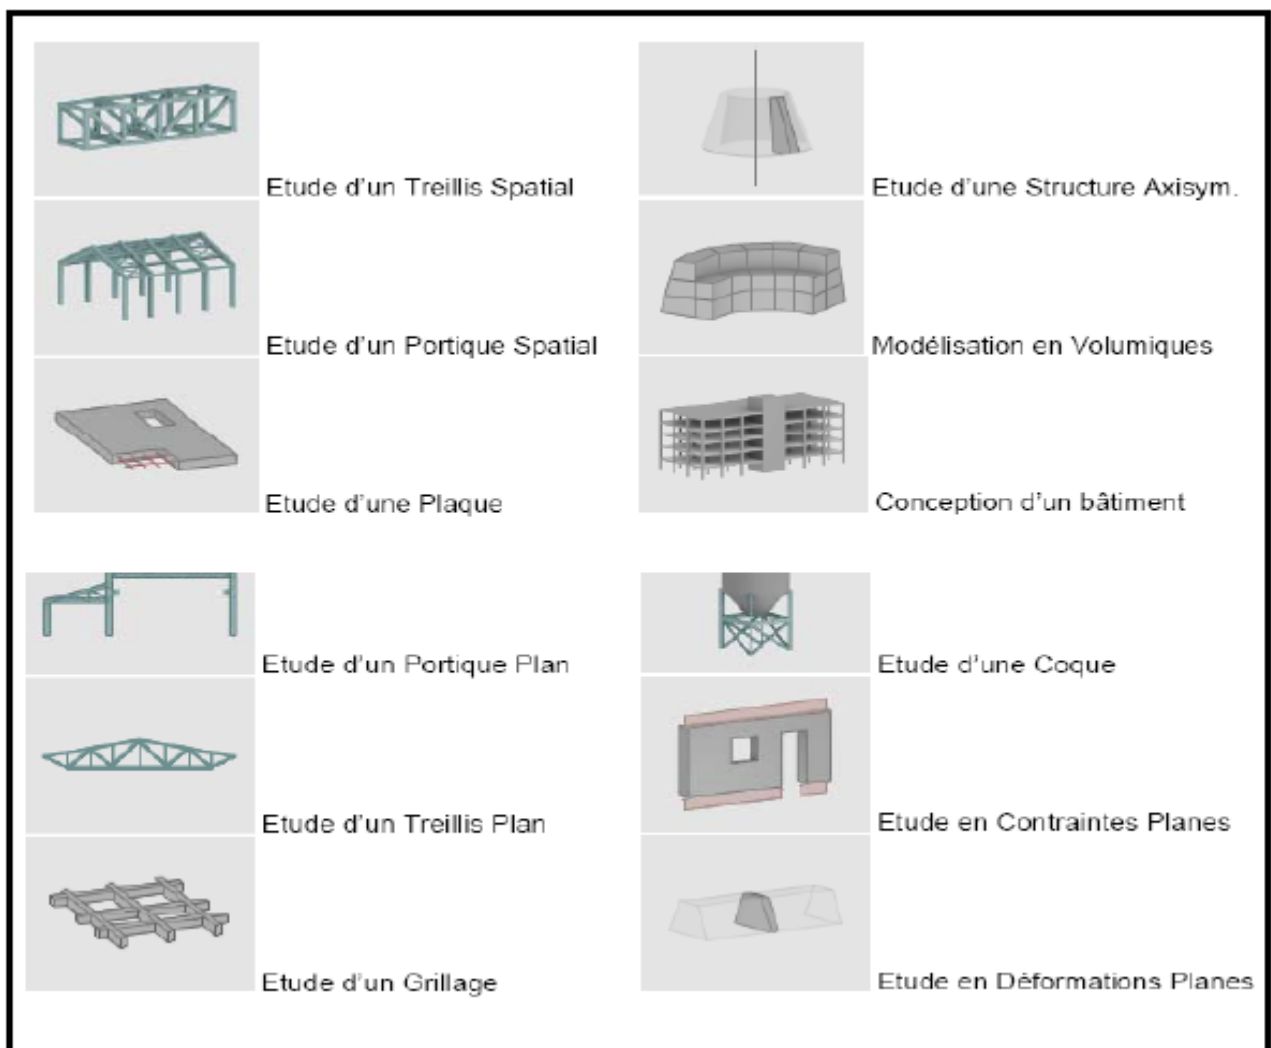 Etude d'un Treillis Spatial
Etude d'une Structure Axisym.
Etude d'un Portique Spatial
Modélisation en Volumiques
Etude d'une Plaque
Conception d'un bâtiment
Etude d'un Portique Plan
Etude d'une Coque
Etude d'un Treillis Plan
Etude en Contraintes Planes
Etude d'un Grillage
Etude en Déformations Planes